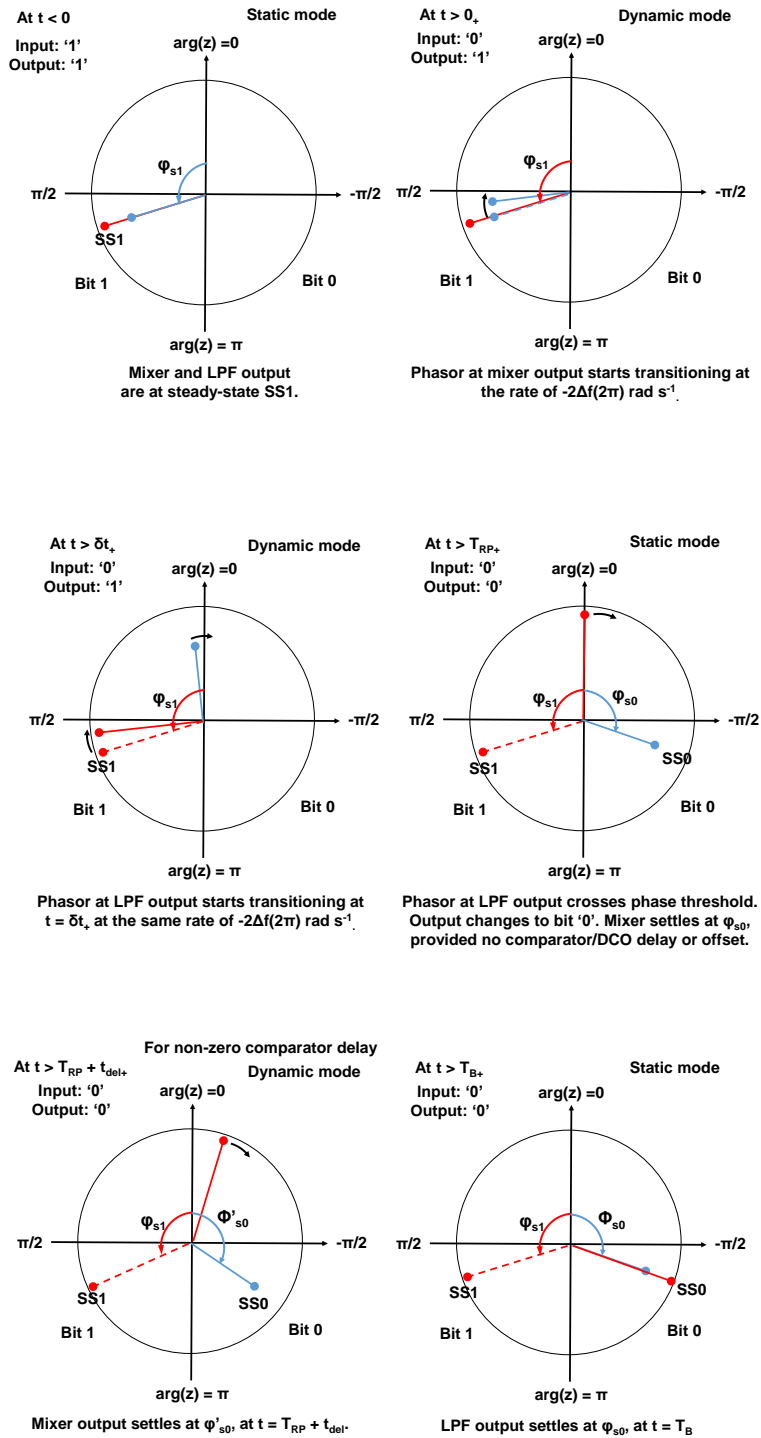 At t < 0
Static mode
Input: ‘1’
Output: ‘1’
arg(z) =0
φs1
π/2
-π/2
SS1
Bit 1
Bit 0
arg(z) = π
Mixer and LPF output
are at steady-state SS1.
At t > 0+
Dynamic mode
Input: ‘0’
Output: ‘1’
arg(z) =0
φs1
π/2
-π/2
Bit 1
Bit 0
arg(z) = π
Phasor at mixer output starts transitioning at
the rate of -2Δf(2π) rad s-1.
At t > δt+
Dynamic mode
Input: ‘0’
Output: ‘1’
arg(z) =0
φs1
π/2
-π/2
SS1
Bit 1
Bit 0
arg(z) = π
Phasor at LPF output starts transitioning at
t = δt+ at the same rate of -2Δf(2π) rad s-1.
At t > TRP+
Static mode
Input: ‘0’
Output: ‘0’
arg(z) =0
φs1
φs0
π/2
-π/2
SS1
SS0
Bit 1
Bit 0
arg(z) = π
Phasor at LPF output crosses phase threshold.
Output changes to bit ‘0’. Mixer settles at φs0,
provided no comparator/DCO delay or offset.
For non-zero comparator delay
At t > TRP + tdel+
Dynamic mode
Input: ‘0’
Output: ‘0’
arg(z) =0
φs1
Φ’s0
π/2
-π/2
SS1
SS0
Bit 1
Bit 0
arg(z) = π
Mixer output settles at φ’s0, at t = TRP + tdel.
At t > TB+
Static mode
Input: ‘0’
Output: ‘0’
arg(z) =0
φs1
Φs0
π/2
-π/2
SS1
SS0
Bit 1
Bit 0
arg(z) = π
LPF output settles at φs0, at t = TB